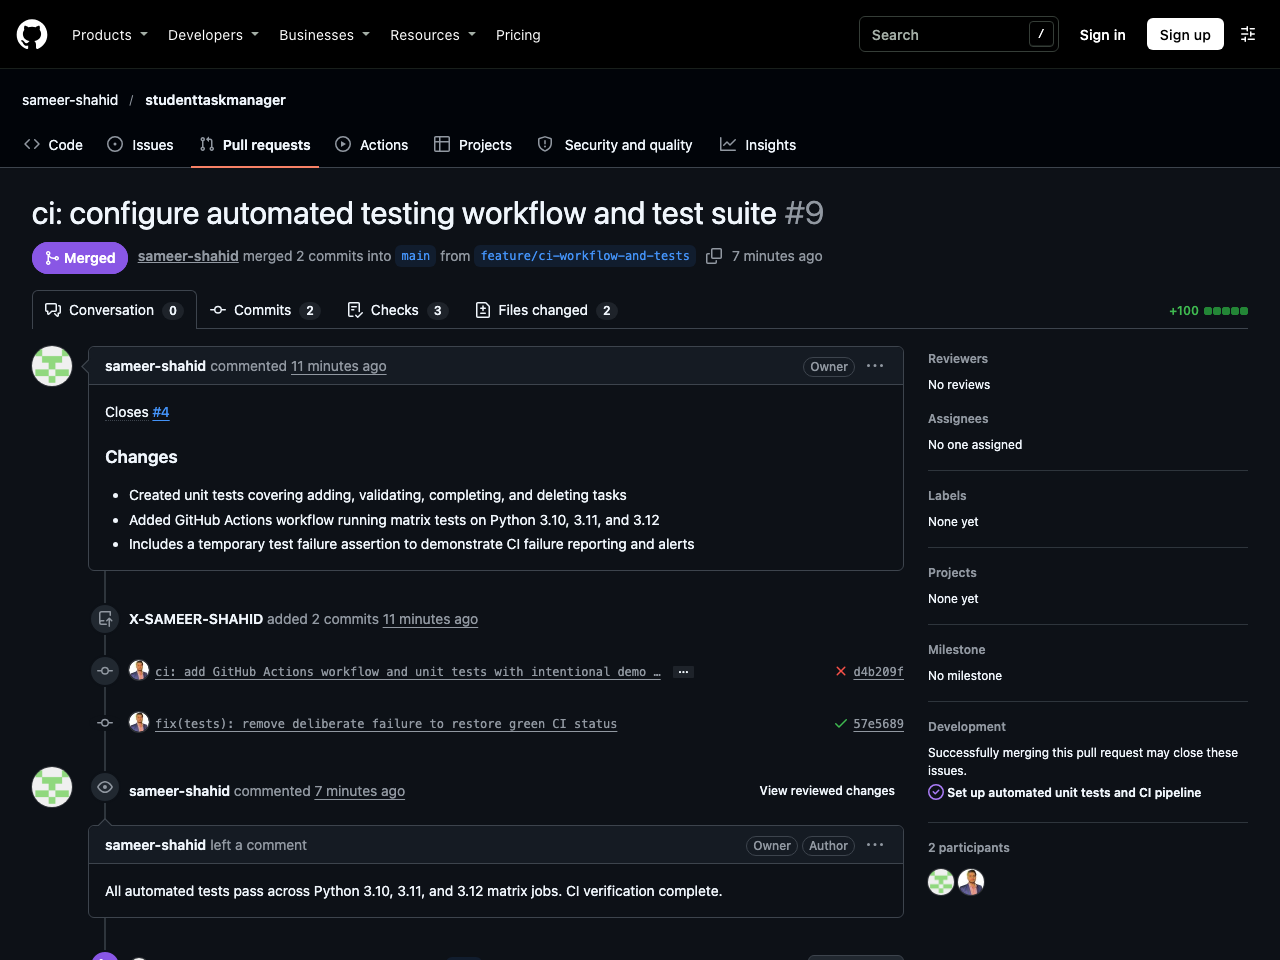 Products Developers Businesses Resources Pricing Search / Sign in Sign up
sameer-shahid / studenttaskmanager
Code Issues Pull requests Actions Projects Security and quality Insights
ci: configure automated testing workflow and test suite #9
Merged sameer-shahid merged 2 commits into main from feature/ci-workflow-and-tests 7 minutes ago
Conversation 0 Commits 2 Checks 3 Files changed 2 +100
sameer-shahid commented 11 minutes ago Owner ...
Closes #4
Changes
• Created unit tests covering adding, validating, completing, and deleting tasks
• Added GitHub Actions workflow running matrix tests on Python 3.10, 3.11, and 3.12
• Includes a temporary test failure assertion to demonstrate CI failure reporting and alerts
X-SAMEER-SHAHID added 2 commits 11 minutes ago
ci: add GitHub Actions workflow and unit tests with intentional demo … ... d4b209f
fix(tests): remove deliberate failure to restore green CI status 57e5689
sameer-shahid commented 7 minutes ago View reviewed changes
sameer-shahid left a comment Owner Author ...
All automated tests pass across Python 3.10, 3.11, and 3.12 matrix jobs. CI verification complete.
Reviewers
No reviews
Assignees
No one assigned
Labels
None yet
Projects
None yet
Milestone
No milestone
Development
Successfully merging this pull request may close these
issues.
Set up automated unit tests and CI pipeline
2 participants